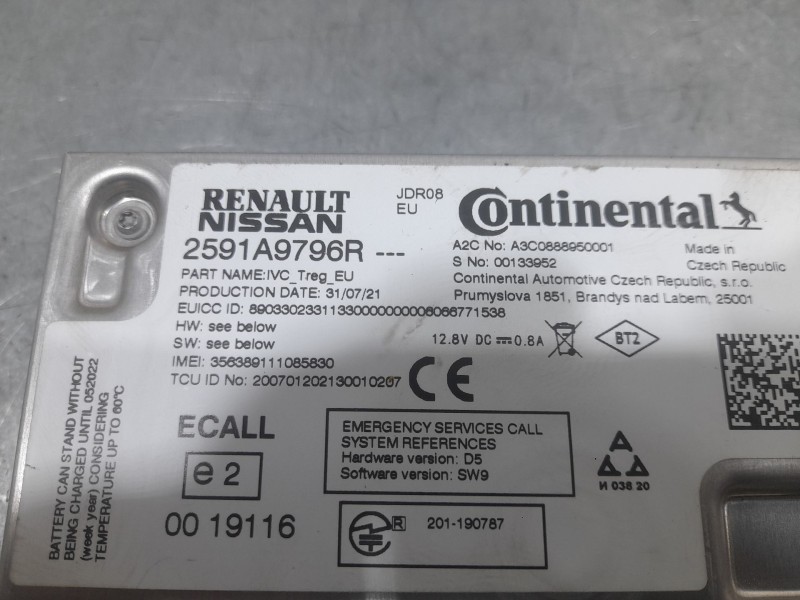 RENAULT
NISSAN
JDR08
EU
Continental
2591A9796R ---
PART NAME:IVC_Treg_EU
PRODUCTION DATE: 31/07/21
EUICC ID:
HW: see below
SW: see below
IMEI: 356389111085830
TCU ID No: 2007012021300102​07
A2C No: A3C0888950001
S No: 00133952
Continental Automotive Czech Republic, s.r.o.
Prumyslova 1851, Brandys nad Labem, 25001
Made in
Czech Republic
12.8V DC 0.8A
BT2
CE
BATTERY CAN STAND WITHOUT
BEING CHARGED UNTIL 052022
(week year) CONSIDERING
TEMPERATURE UP TO 60°C
ECALL
e2
00 19116
EMERGENCY SERVICES CALL
SYSTEM REFERENCES
Hardware version: D5
Software version: SW9
R 201-190787
И 038 20